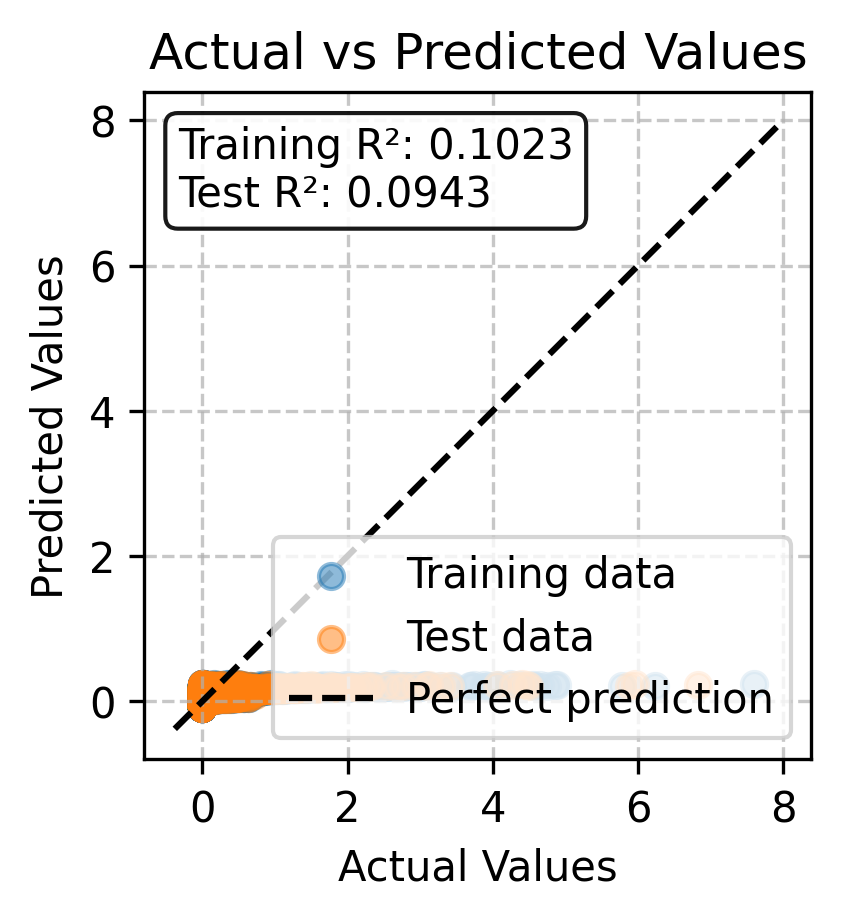 Actual vs Predicted Values
Training R²: 0.1023
Test R²: 0.0943
Predicted Values
8
6
4
2
0
Training data
Test data
Perfect prediction
0 2 4 6 8
Actual Values